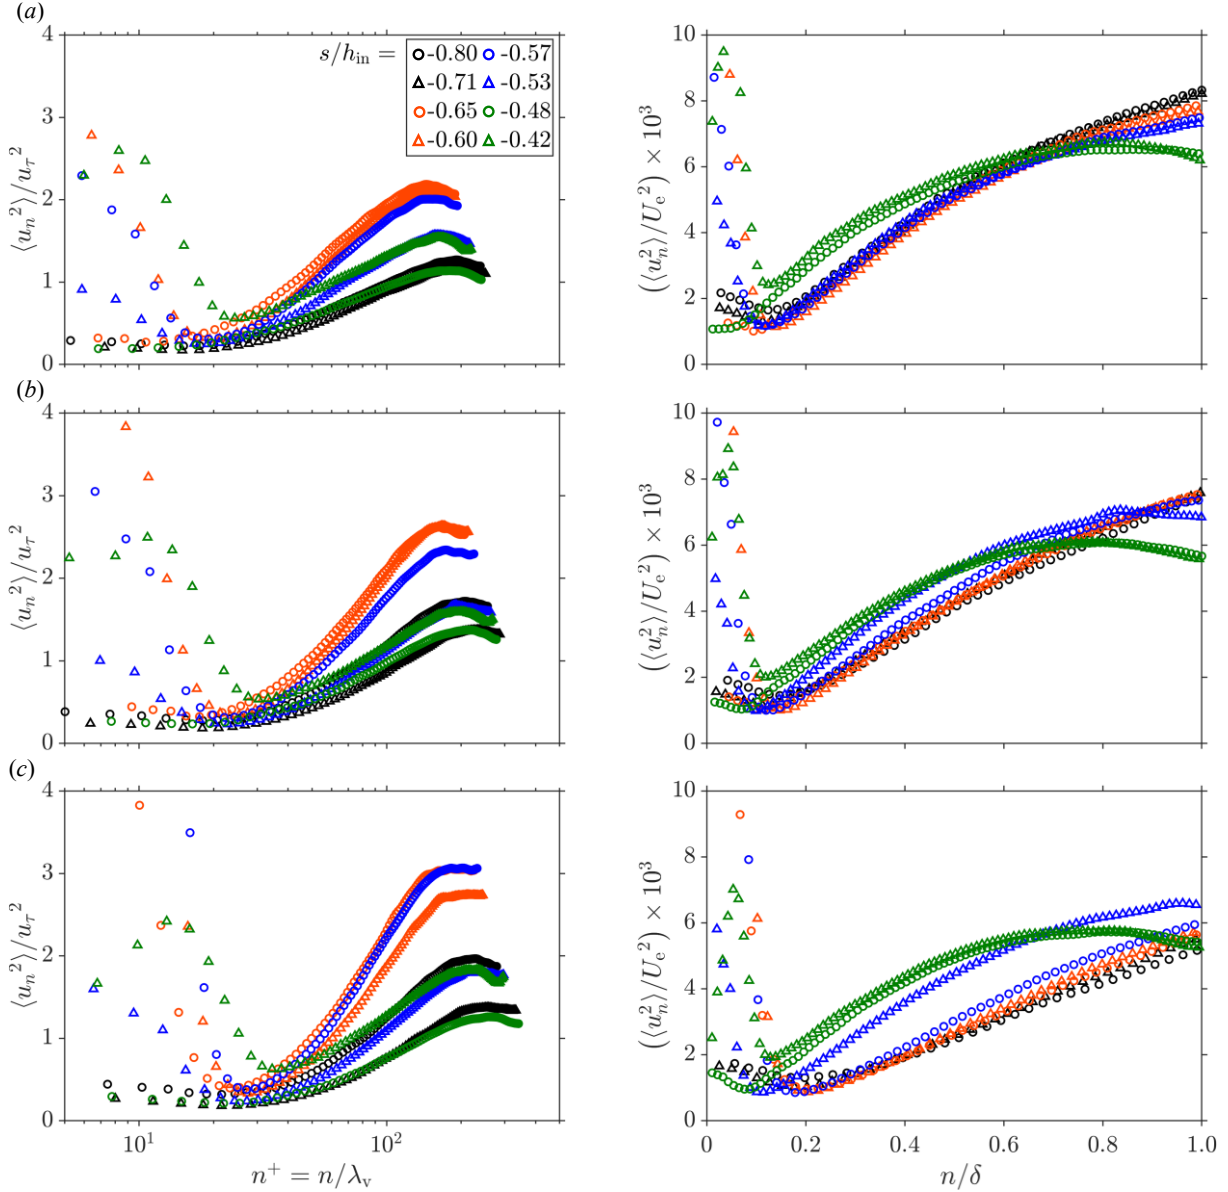 (a)
4
3
2
1
0
⟨u_n^2⟩/u_τ^2
s/h_in =
-0.80 -0.57
-0.71 -0.53
-0.65 -0.48
-0.60 -0.42
10
8
6
4
2
0
(⟨u_n^2⟩/U_e^2) × 10^3
(b)
4
3
2
1
0
⟨u_n^2⟩/u_τ^2
10
8
6
4
2
0
(⟨u_n^2⟩/U_e^2) × 10^3
(c)
4
3
2
1
0
⟨u_n^2⟩/u_τ^2
10^1 10^2
n^+ = n/λ_v
10
8
6
4
2
0
(⟨u_n^2⟩/U_e^2) × 10^3
0 0.2 0.4 0.6 0.8 1.0
n/δ